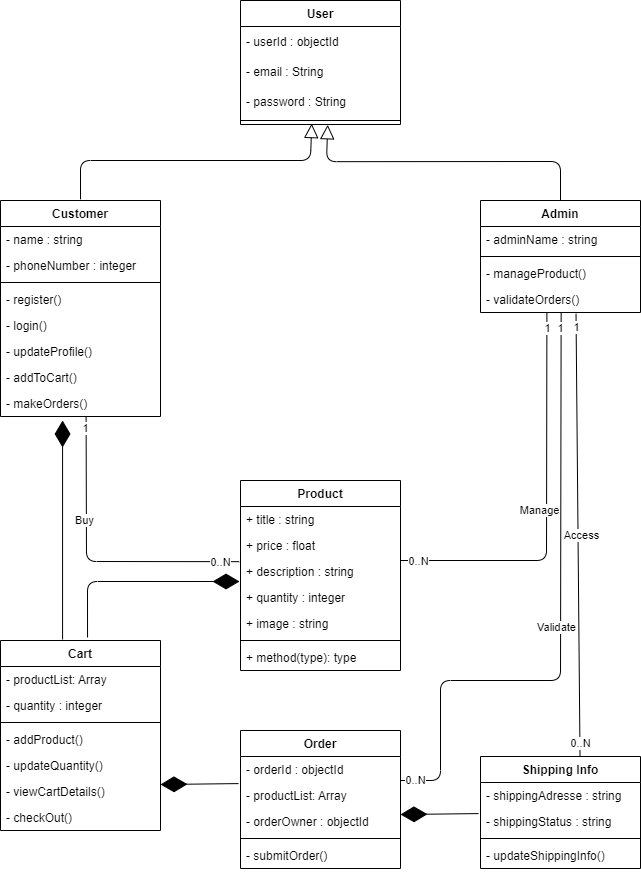 User
- userId : objectId
- email : String
- password : String
Customer
- name : string
- phoneNumber : integer
- register()
- login()
- updateProfile()
- addToCart()
- makeOrders()
Admin
- adminName : string
- manageProduct()
- validateOrders()
1
1
1
1
Buy
0..N
Product
+ title : string
+ price : float
+ description : string
+ quantity : integer
+ image : string
+ method(type): type
Manage
0..N
Access
Validate
Cart
- productList: Array
- quantity : integer
- addProduct()
- updateQuantity()
- viewCartDetails()
- checkOut()
Order
- orderId : objectId
- productList: Array
- orderOwner : objectId
- submitOrder()
0..N
0..N
Shipping Info
- shippingAdresse : string
- shippingStatus : string
- updateShippingInfo()